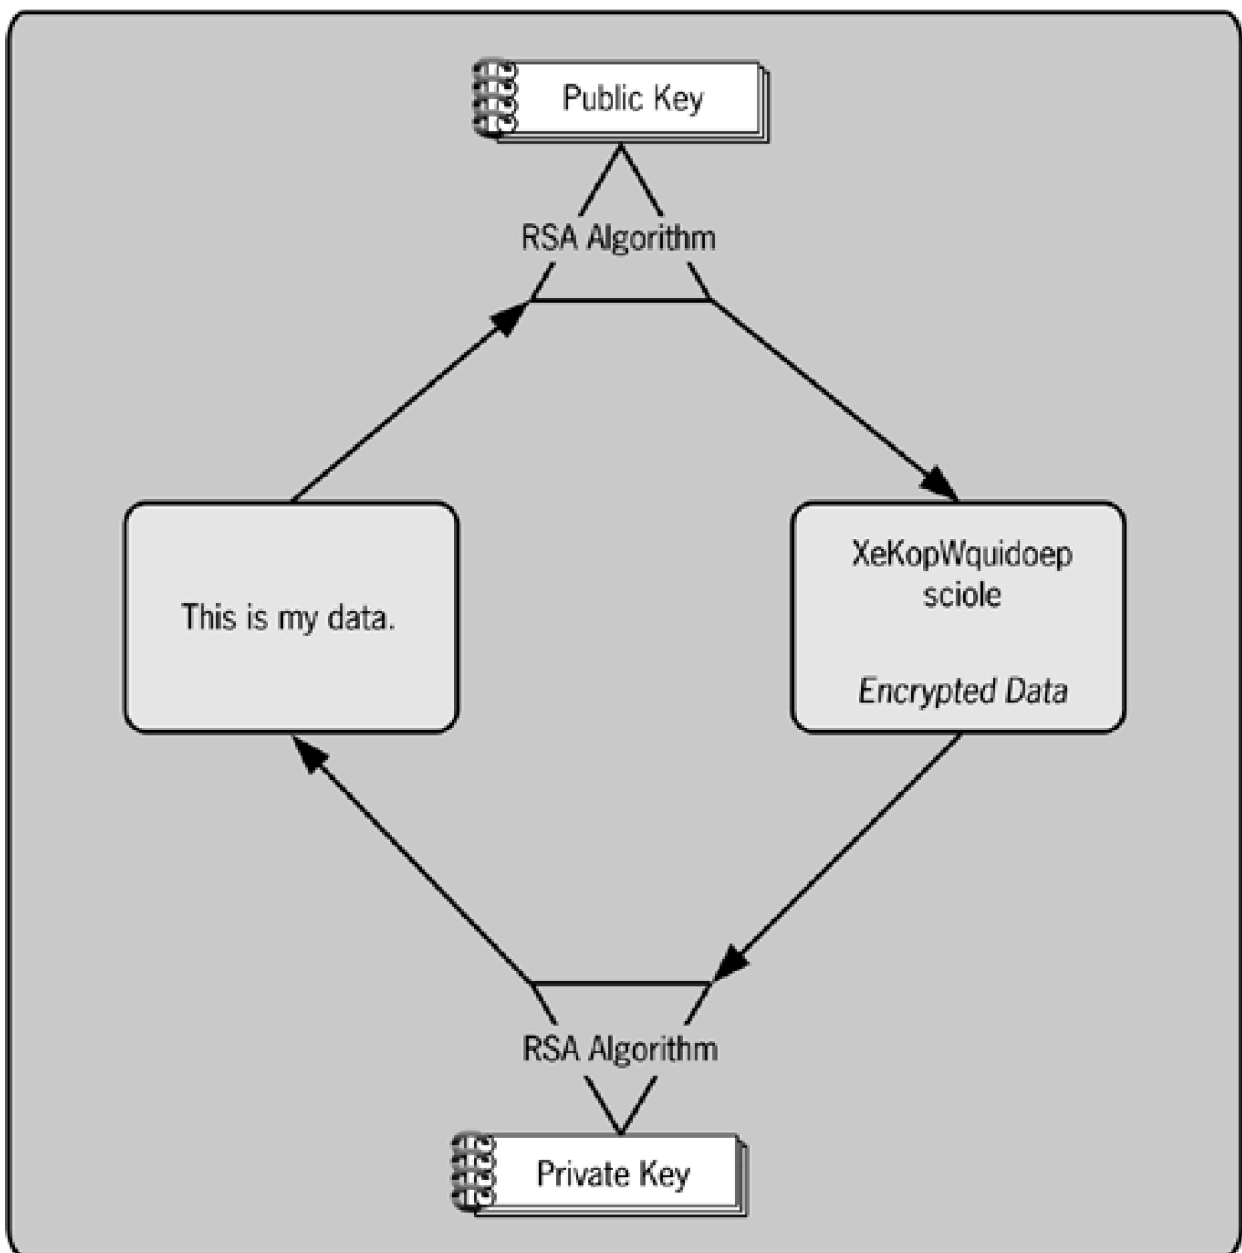 Public Key
RSA Algorithm
This is my data.
XeKopWquidoep
sciole
Encrypted Data
RSA Algorithm
Private Key